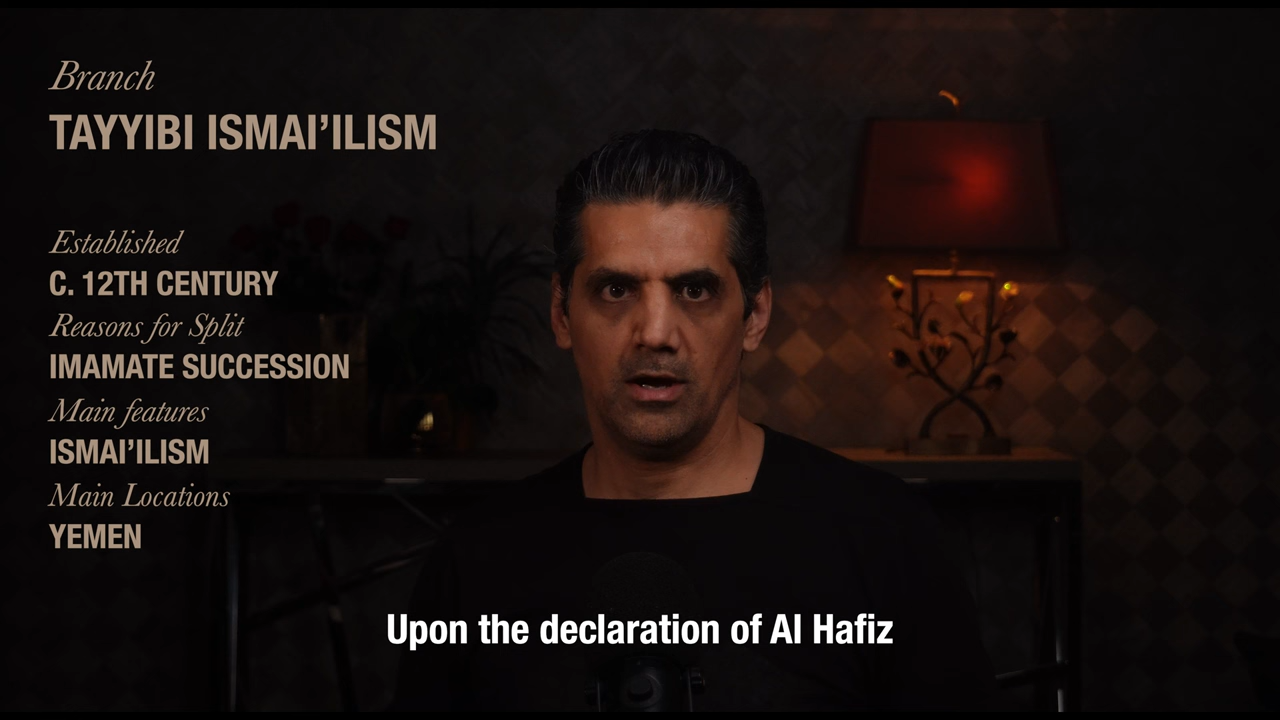 Branch
TAYYIBI ISMAI’ILISM
Established
C. 12TH CENTURY
Reasons for Split
IMAMATE SUCCESSION
Main features
ISMAI’ILISM
Main Locations
YEMEN
Upon the declaration of Al Hafiz